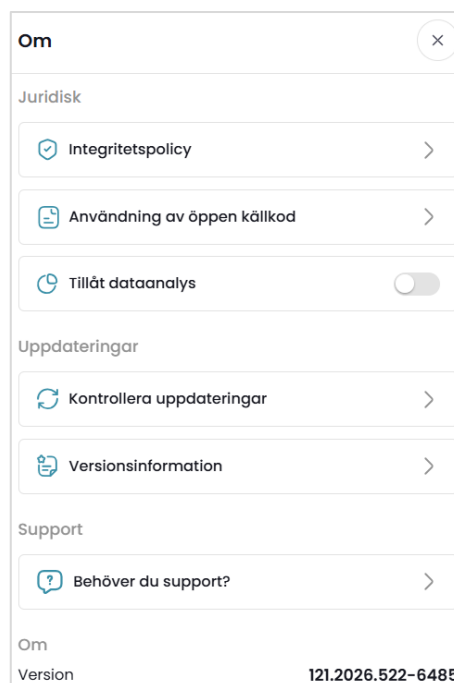 Om
Juridisk
Integritetspolicy
Användning av öppen källkod
Tillåt dataanalys
Uppdateringar
Kontrollera uppdateringar
Versionsinformation
Support
Behöver du support?
Om
Version 121.2026.522-6485